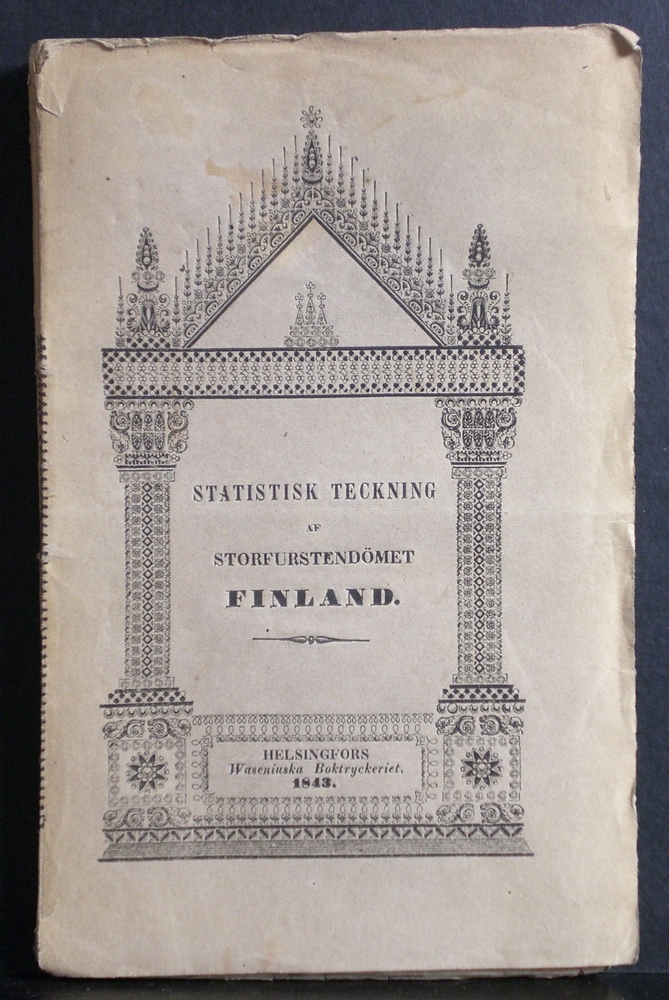 STATISTISK TECKNING
AF
STORFURSTENDÖMET
FINLAND.
HELSINGFORS
Waseniuska Boktryckeriet.
1843.